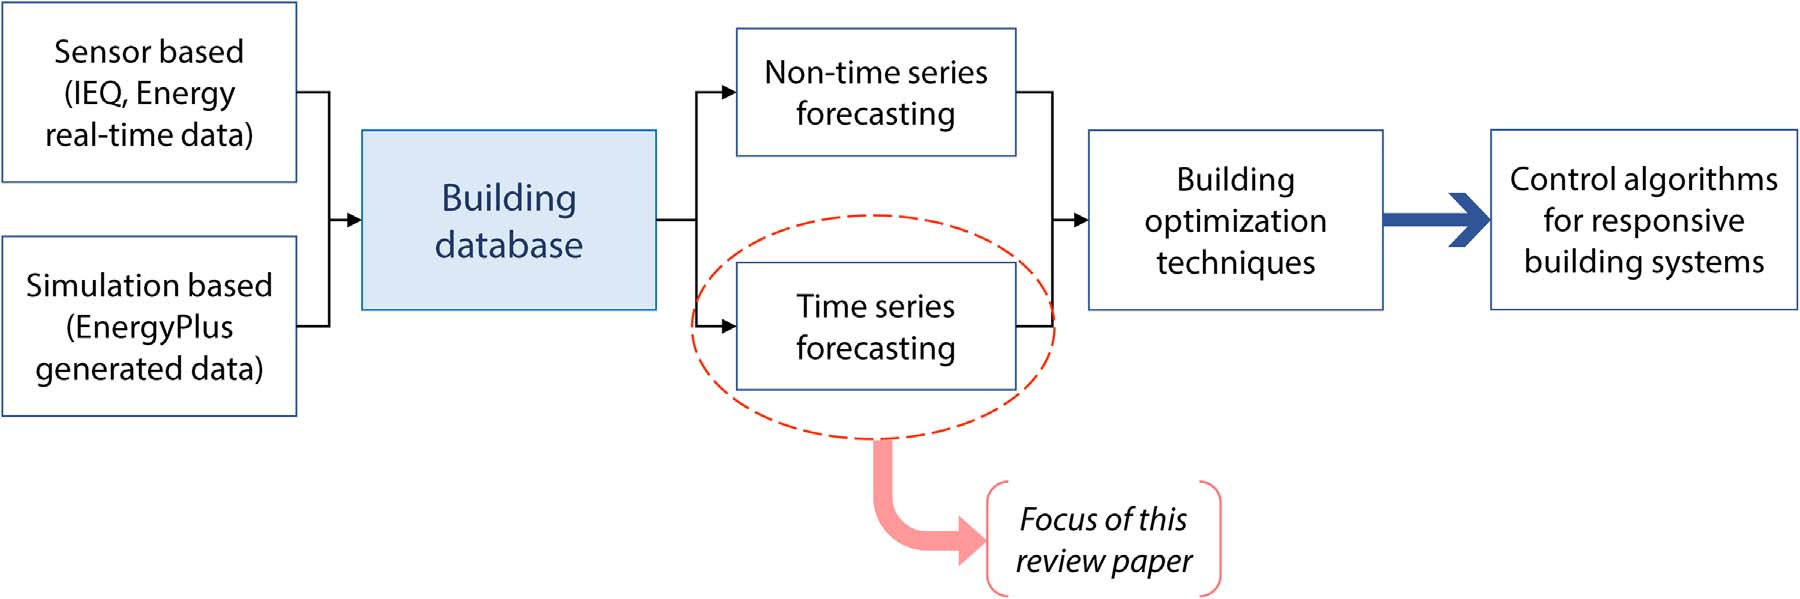 Sensor based
(IEQ, Energy
real-time data)
Simulation based
(EnergyPlus
generated data)
Building
database
Non-time series
forecasting
Time series
forecasting
Building
optimization
techniques
Control algorithms
for responsive
building systems
Focus of this
review paper